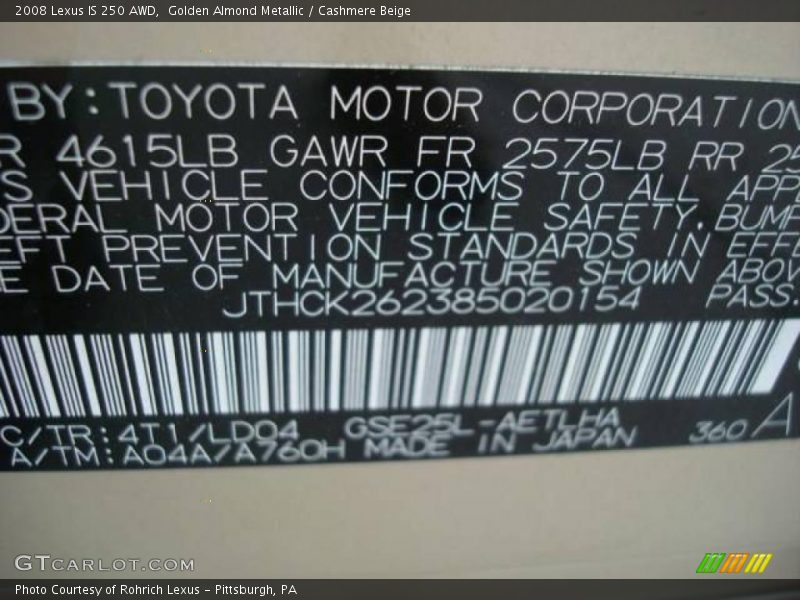 2008 Lexus IS 250 AWD,  Golden Almond Metallic / Cashmere Beige
BY:TOYOTA MOTOR CORPORATION
R 4615LB GAWR FR 2575LB RR 25
S VEHICLE CONFORMS TO ALL APP
DERAL MOTOR VEHICLE SAFETY, BUMP
EFT PREVENTION STANDARDS IN EFFE
E DATE OF MANUFACTURE SHOWN ABOV
JTHCK262385020154 PASS.
C/TR:4T1/LD04 GSE25L-AETLHA
A/TM:A04A/A760H MADE IN JAPAN 360 A
GTCARLOT.COM
Photo Courtesy of Rohrich Lexus - Pittsburgh, PA